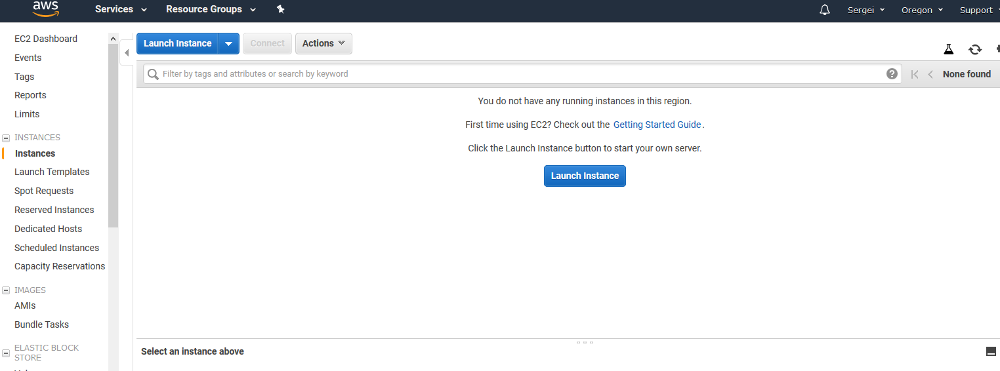 aws
Services
Resource Groups
Sergei
Oregon
Support
EC2 Dashboard
Events
Tags
Reports
Limits
INSTANCES
Instances
Launch Templates
Spot Requests
Reserved Instances
Dedicated Hosts
Scheduled Instances
Capacity Reservations
IMAGES
AMIs
Bundle Tasks
ELASTIC BLOCK
STORE
Launch Instance
Connect
Actions
Filter by tags and attributes or search by keyword
None found
You do not have any running instances in this region.
First time using EC2? Check out the Getting Started Guide.
Click the Launch Instance button to start your own server.
Launch Instance
Select an instance above